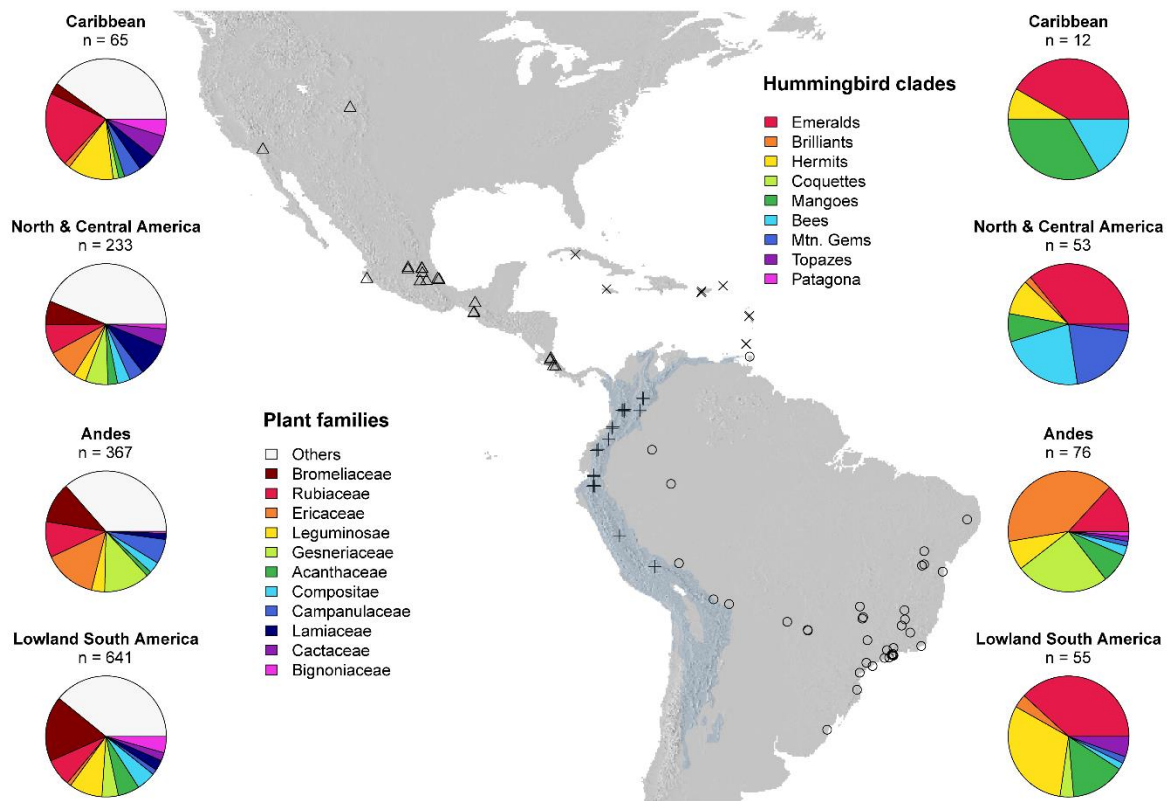 Caribbean
n = 65
North & Central America
n = 233
Andes
n = 367
Lowland South America
n = 641
Plant families
Others
Bromeliaceae
Rubiaceae
Ericaceae
Leguminosae
Gesneriaceae
Acanthaceae
Compositae
Campanulaceae
Lamiaceae
Cactaceae
Bignoniaceae
Hummingbird clades
Emeralds
Brilliants
Hermits
Coquettes
Mangoes
Bees
Mtn. Gems
Topazes
Patagona
Caribbean
n = 12
North & Central America
n = 53
Andes
n = 76
Lowland South America
n = 55